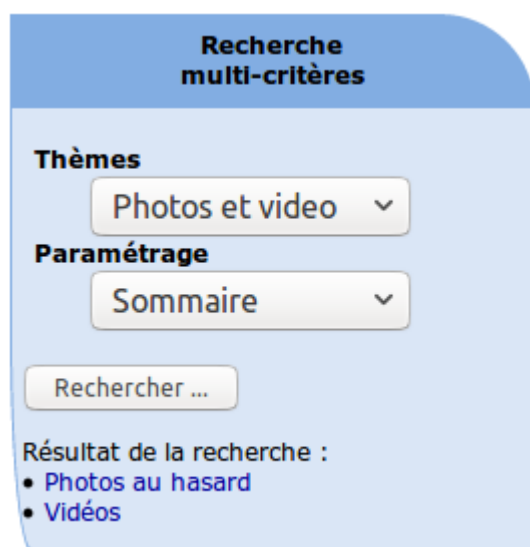 Recherche
multi-critères
Thèmes
Photos et video
Paramétrage
Sommaire
Rechercher ...
Résultat de la recherche :
• Photos au hasard
• Vidéos